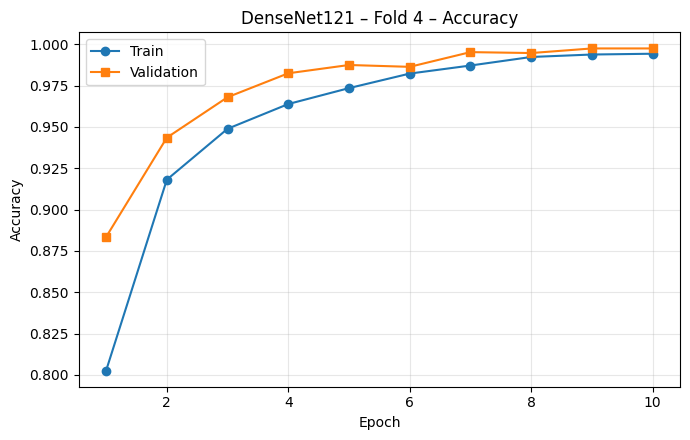 DenseNet121 – Fold 4 – Accuracy
Train
Validation
1.000
0.975
0.950
0.925
0.900
0.875
0.850
0.825
0.800
Accuracy
2 4 6 8 10
Epoch